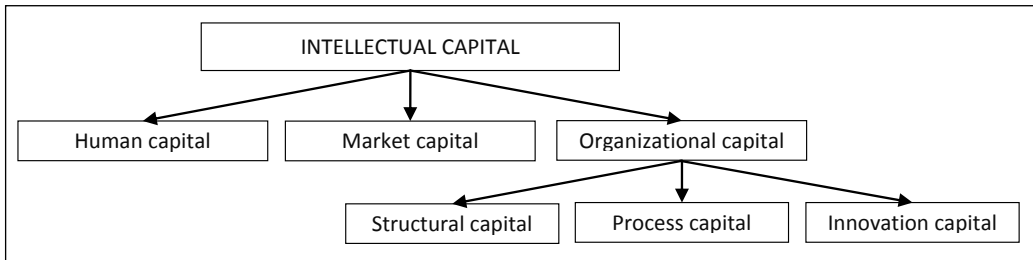 INTELLECTUAL CAPITAL
Human capital
Market capital
Organizational capital
Structural capital
Process capital
Innovation capital